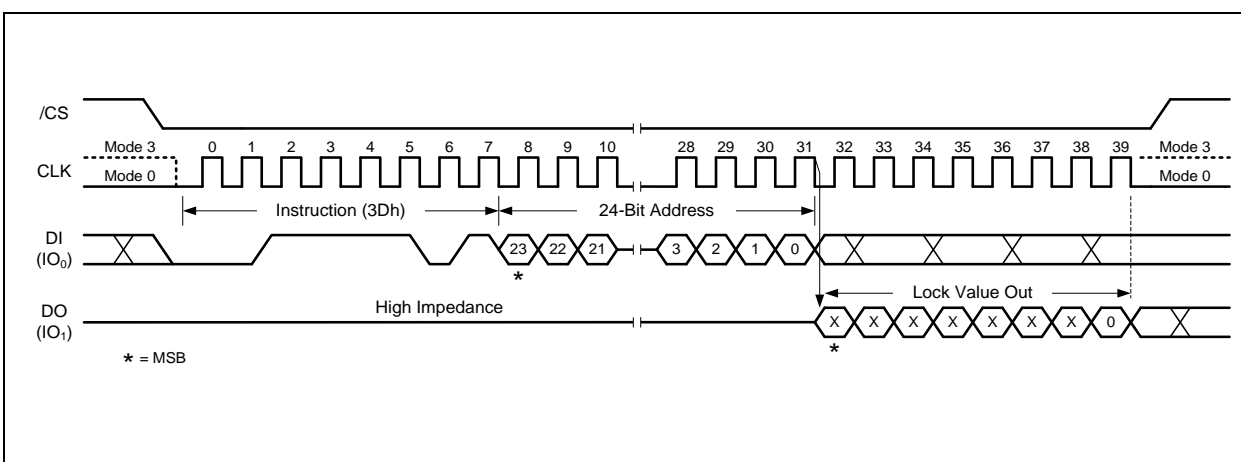 /CS
Mode 3 0 1 2 3 4 5 6 7 8 9 10 28 29 30 31 32 33 34 35 36 37 38 39 Mode 3
CLK Mode 0 Mode 0
Instruction (3Dh) 24-Bit Address
DI
(IO₀) 23 22 21 3 2 1 0
*
Lock Value Out
High Impedance
DO
(IO₁) X X X X X X X 0
*
* = MSB